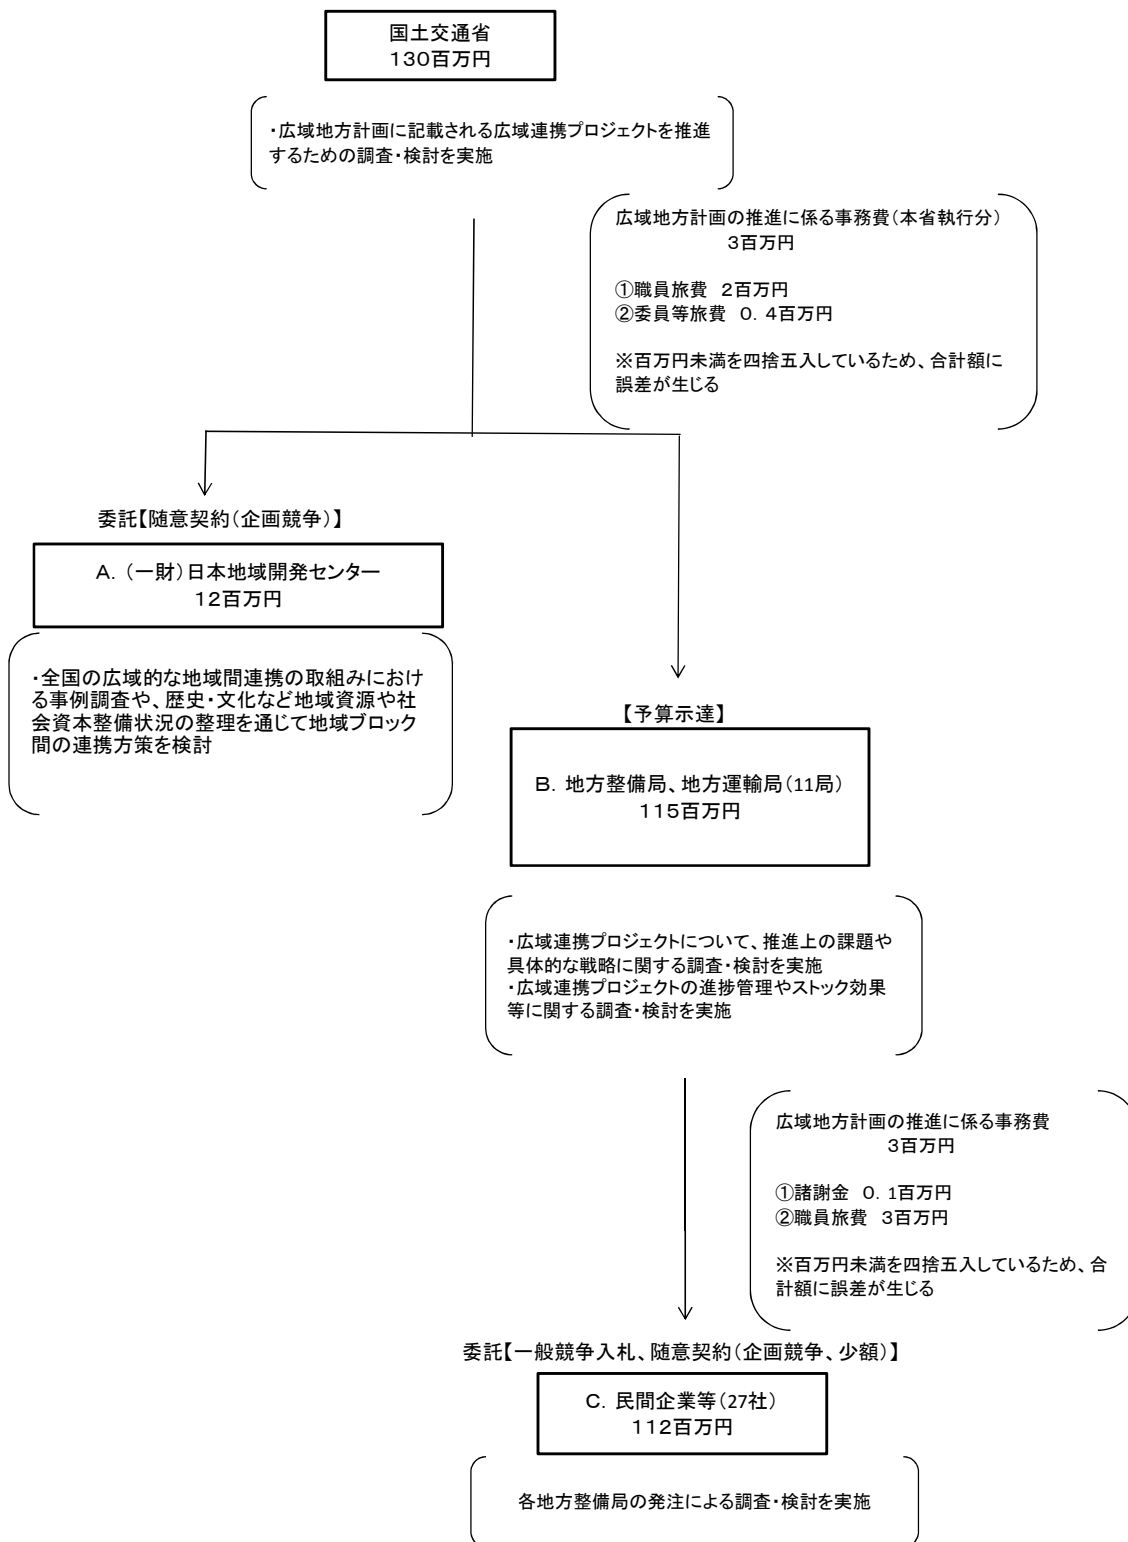 国土交通省
130百万円
・広域地方計画に記載される広域連携プロジェクトを推進
するための調査・検討を実施
広域地方計画の推進に係る事務費（本省執行分）
3百万円
①職員旅費　2百万円
②委員等旅費　0．4百万円
※百万円未満を四捨五入しているため、合計額に
誤差が生じる
委託【随意契約（企画競争）】
A．（一財）日本地域開発センター
12百万円
・全国の広域的な地域間連携の取組みにおけ
る事例調査や、歴史・文化など地域資源や社
会資本整備状況の整理を通じて地域ブロック
間の連携方策を検討
【予算示達】
B．地方整備局、地方運輸局（11局）
115百万円
・広域連携プロジェクトについて、推進上の課題や
具体的な戦略に関する調査・検討を実施
・広域連携プロジェクトの進捗管理やストック効果
等に関する調査・検討を実施
広域地方計画の推進に係る事務費
3百万円
①諸謝金　0．1百万円
②職員旅費　3百万円
※百万円未満を四捨五入しているため、合
計額に誤差が生じる
委託【一般競争入札、随意契約（企画競争、少額）】
C．民間企業等（27社）
112百万円
各地方整備局の発注による調査・検討を実施